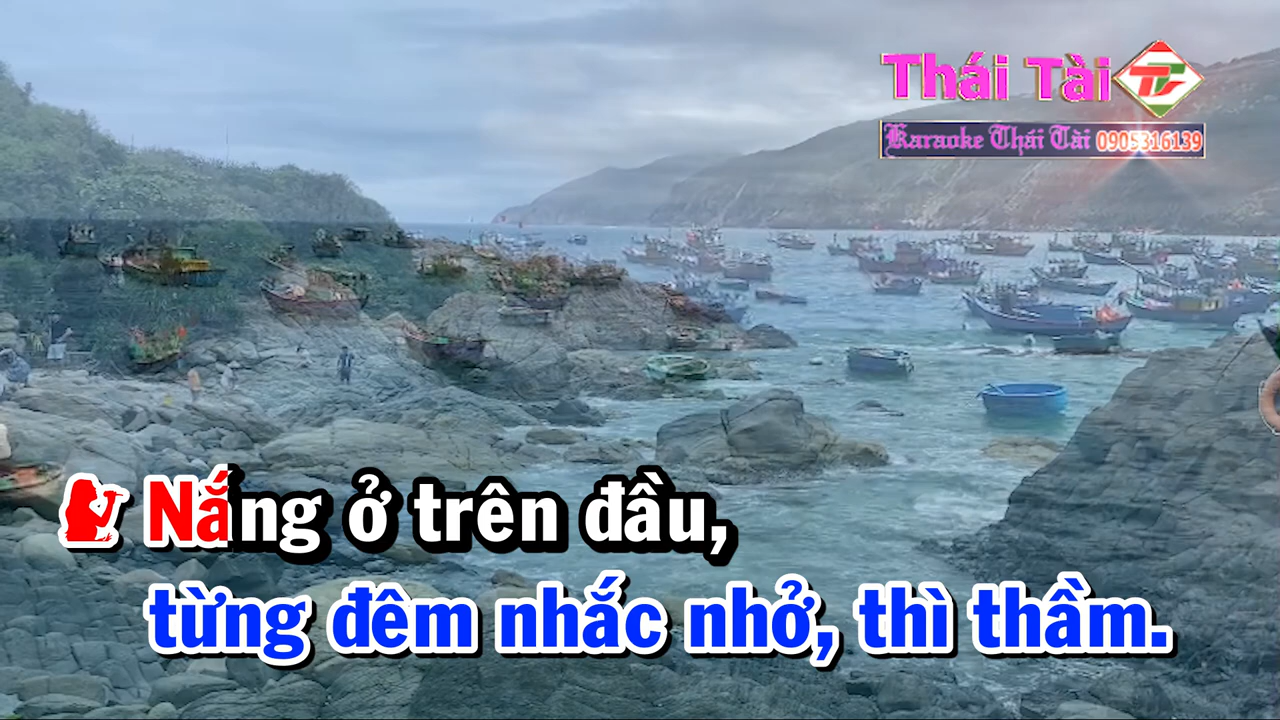 Thái Tài
Karaoke Thái Tài 0905316139
Nắng ở trên đầu,
từng đêm nhắc nhở, thì thầm.